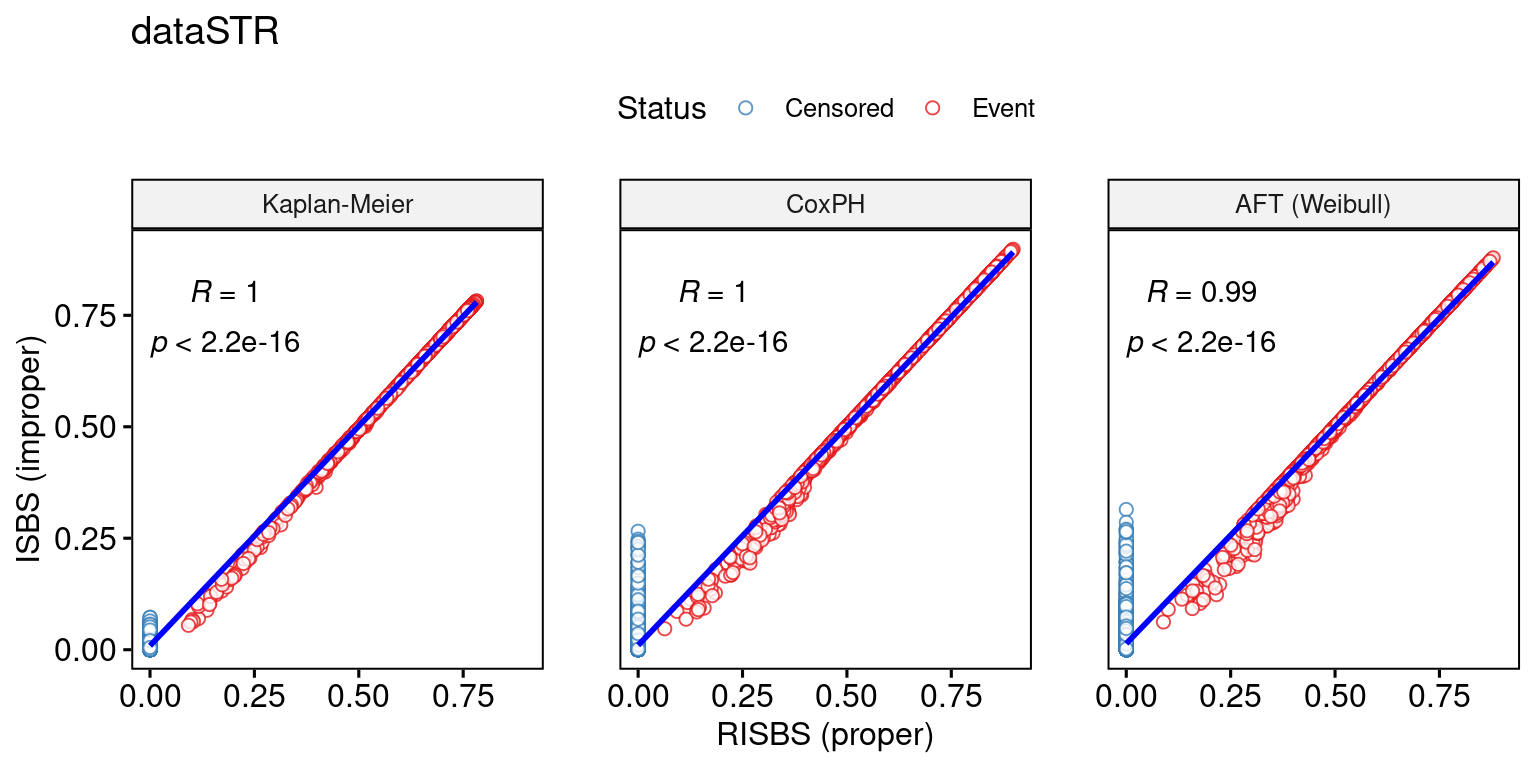 dataSTR
Status Censored Event
Kaplan-Meier CoxPH AFT (Weibull)
R = 1 R = 1 R = 0.99
p < 2.2e-16 p < 2.2e-16 p < 2.2e-16
ISBS (improper)
0.75
0.50
0.25
0.00
0.00 0.25 0.50 0.75 0.00 0.25 0.50 0.75 0.00 0.25 0.50 0.75
RISBS (proper)